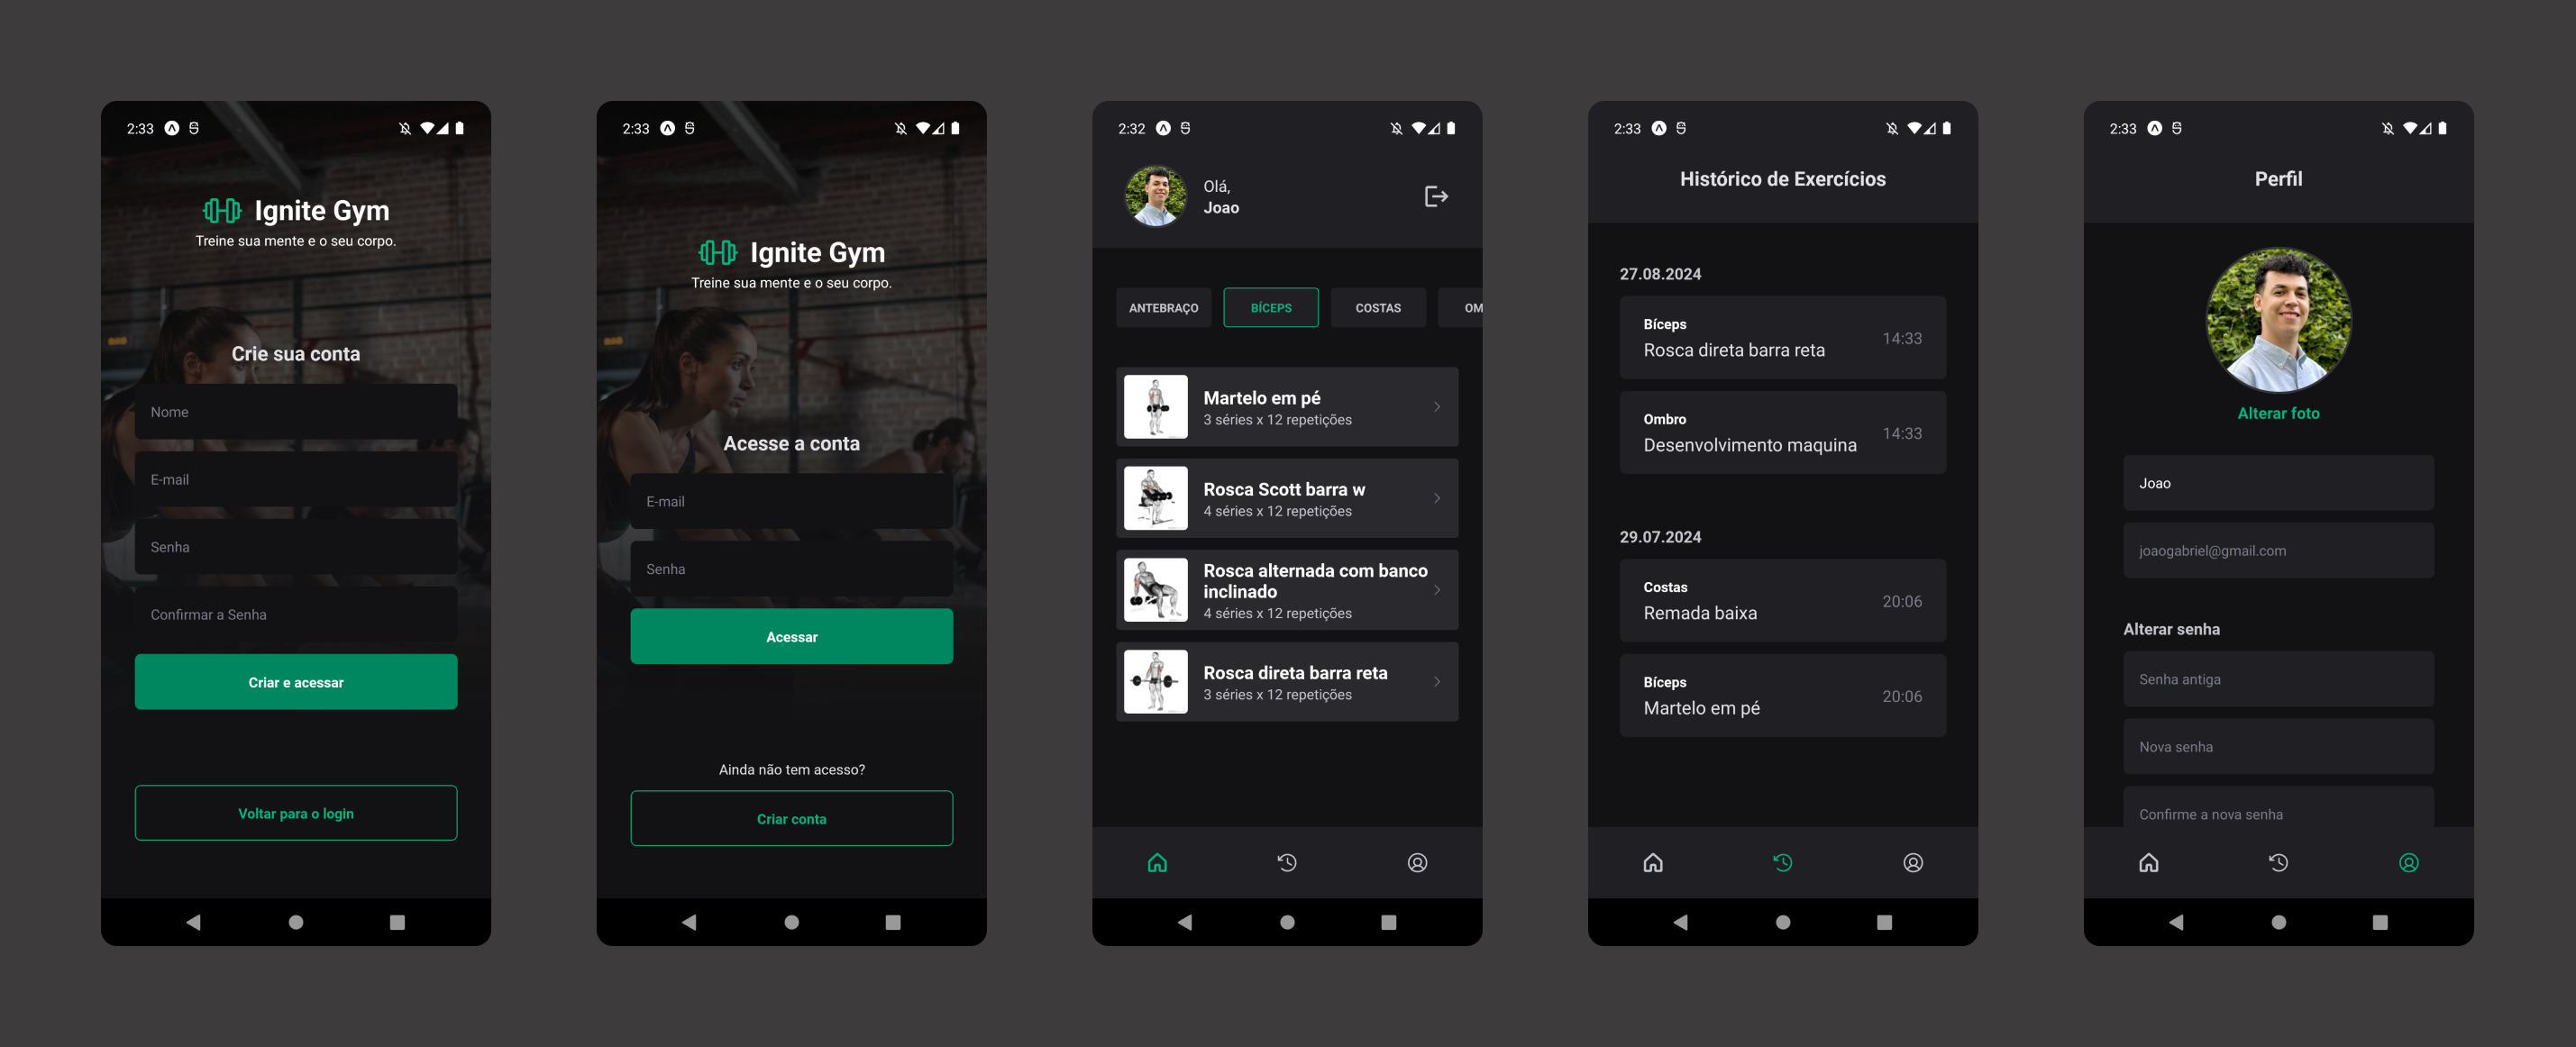 2:33
Ignite Gym
Treine sua mente e o seu corpo.
Crie sua conta
Nome
E-mail
Senha
Confirmar a Senha
Criar e acessar
Voltar para o login
2:33
Ignite Gym
Treine sua mente e o seu corpo.
Acesse a conta
E-mail
Senha
Acessar
Ainda não tem acesso?
Criar conta
2:32
Olá,
Joao
ANTEBRAÇO BÍCEPS COSTAS OM
Martelo em pé
3 séries x 12 repetições
Rosca Scott barra w
4 séries x 12 repetições
Rosca alternada com banco
inclinado
4 séries x 12 repetições
Rosca direta barra reta
3 séries x 12 repetições
2:33
Histórico de Exercícios
27.08.2024
Bíceps
Rosca direta barra reta 14:33
Ombro
Desenvolvimento maquina 14:33
29.07.2024
Costas
Remada baixa 20:06
Bíceps
Martelo em pé 20:06
2:33
Perfil
Alterar foto
Joao
joaogabriel@gmail.com
Alterar senha
Senha antiga
Nova senha
Confirme a nova senha